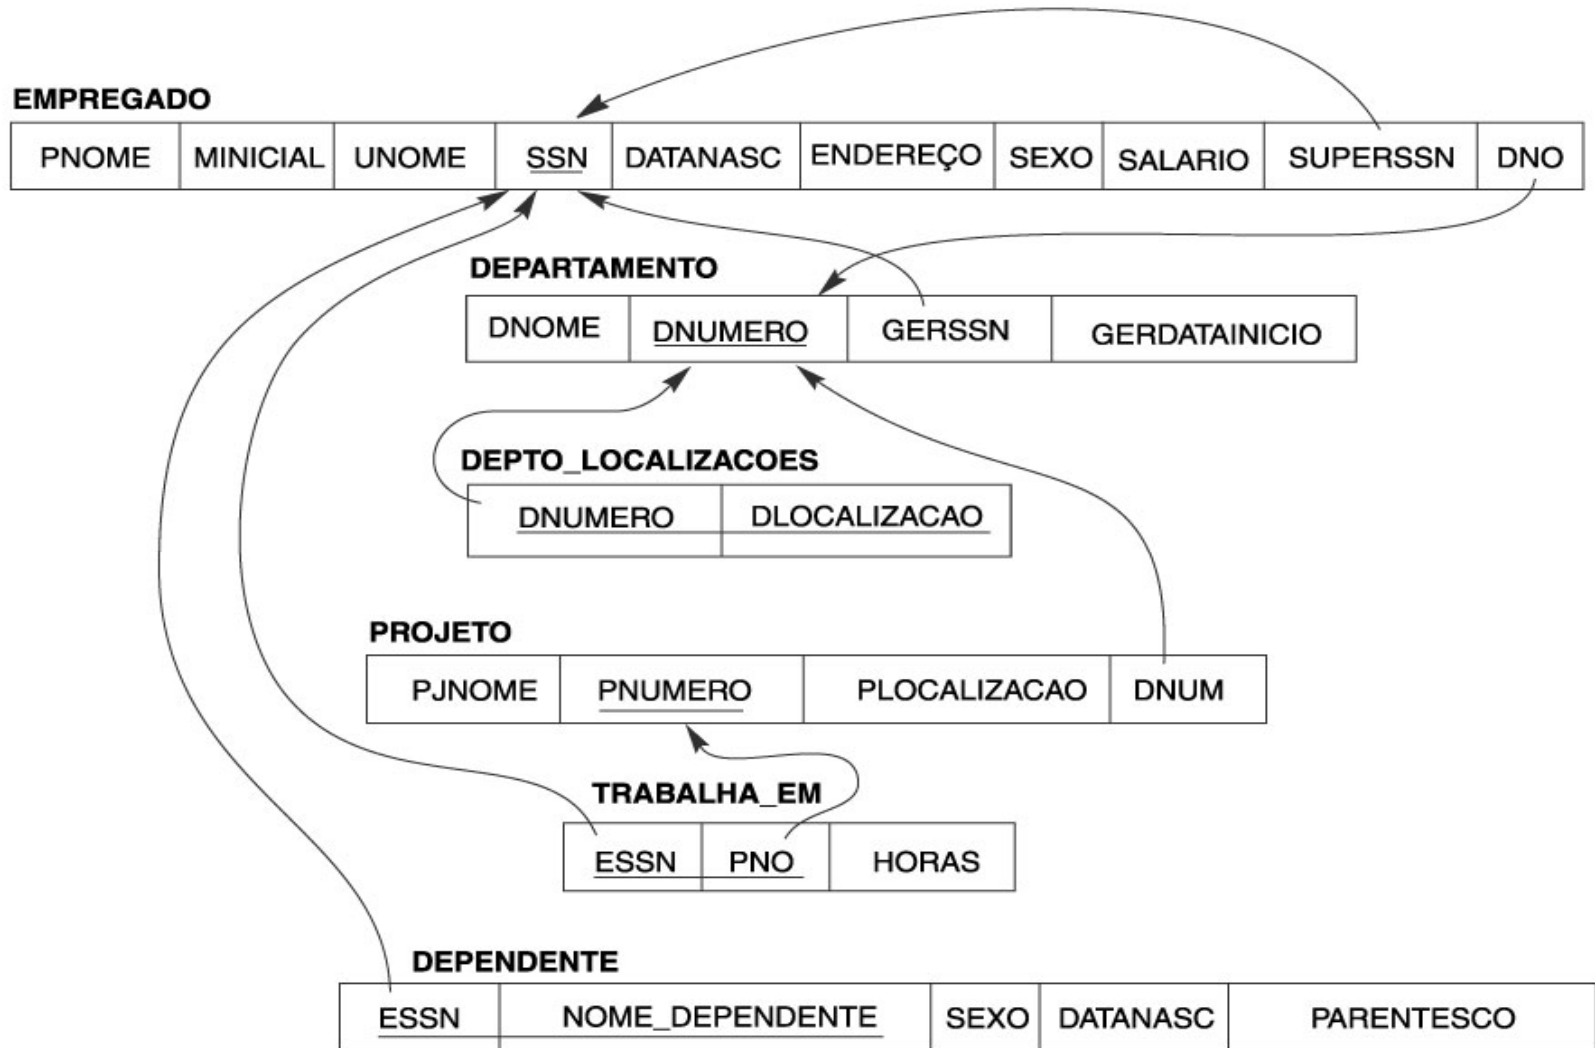 EMPREGADO
PNOME MINICIAL UNOME SSN DATANASC ENDEREÇO SEXO SALARIO SUPERSSN DNO
DEPARTAMENTO
DNOME DNUMERO GERSSN GERDATAINICIO
DEPTO_LOCALIZACOES
DNUMERO DLOCALIZACAO
PROJETO
PJNOME PNUMERO PLOCALIZACAO DNUM
TRABALHA_EM
ESSN PNO HORAS
DEPENDENTE
ESSN NOME_DEPENDENTE SEXO DATANASC PARENTESCO